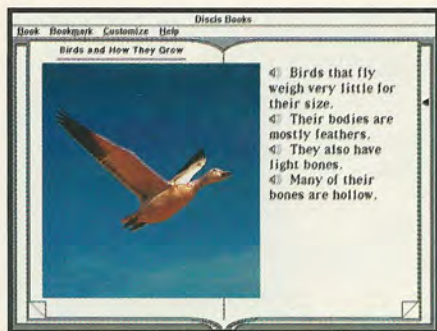 Discis Books
Book Bookmark Customize Help
Birds and How They Grow
Birds that fly
weigh very little for
their size.
Their bodies are
mostly feathers.
They also have
light bones.
Many of their
bones are hollow.